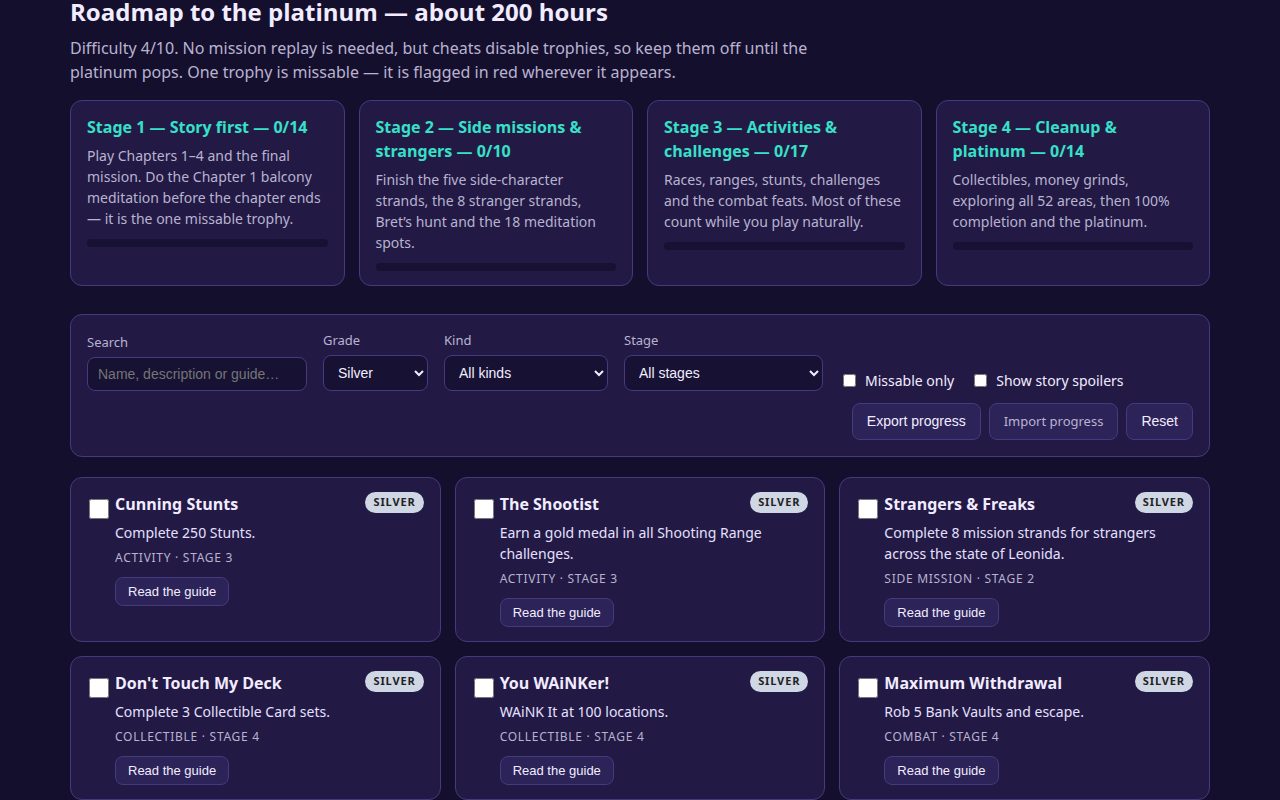 Roadmap to the platinum — about 200 hours
Difficulty 4/10. No mission replay is needed, but cheats disable trophies, so keep them off until the
platinum pops. One trophy is missable — it is flagged in red wherever it appears.
Stage 1 — Story first — 0/14
Play Chapters 1–4 and the final
mission. Do the Chapter 1 balcony
meditation before the chapter ends
— it is the one missable trophy.
Stage 2 — Side missions &
strangers — 0/10
Finish the five side-character
strands, the 8 stranger strands,
Bret's hunt and the 18 meditation
spots.
Stage 3 — Activities &
challenges — 0/17
Races, ranges, stunts, challenges
and the combat feats. Most of these
count while you play naturally.
Stage 4 — Cleanup &
platinum — 0/14
Collectibles, money grinds,
exploring all 52 areas, then 100%
completion and the platinum.
Search
Name, description or guide…
Grade
Silver
Kind
All kinds
Stage
All stages
Missable only
Show story spoilers
Export progress
Import progress
Reset
Cunning Stunts
SILVER
Complete 250 Stunts.
ACTIVITY · STAGE 3
Read the guide
The Shootist
SILVER
Earn a gold medal in all Shooting Range
challenges.
ACTIVITY · STAGE 3
Read the guide
Strangers & Freaks
SILVER
Complete 8 mission strands for strangers
across the state of Leonida.
SIDE MISSION · STAGE 2
Read the guide
Don't Touch My Deck
SILVER
Complete 3 Collectible Card sets.
COLLECTIBLE · STAGE 4
Read the guide
You WAiNKer!
SILVER
WAiNK It at 100 locations.
COLLECTIBLE · STAGE 4
Read the guide
Maximum Withdrawal
SILVER
Rob 5 Bank Vaults and escape.
COMBAT · STAGE 4
Read the guide